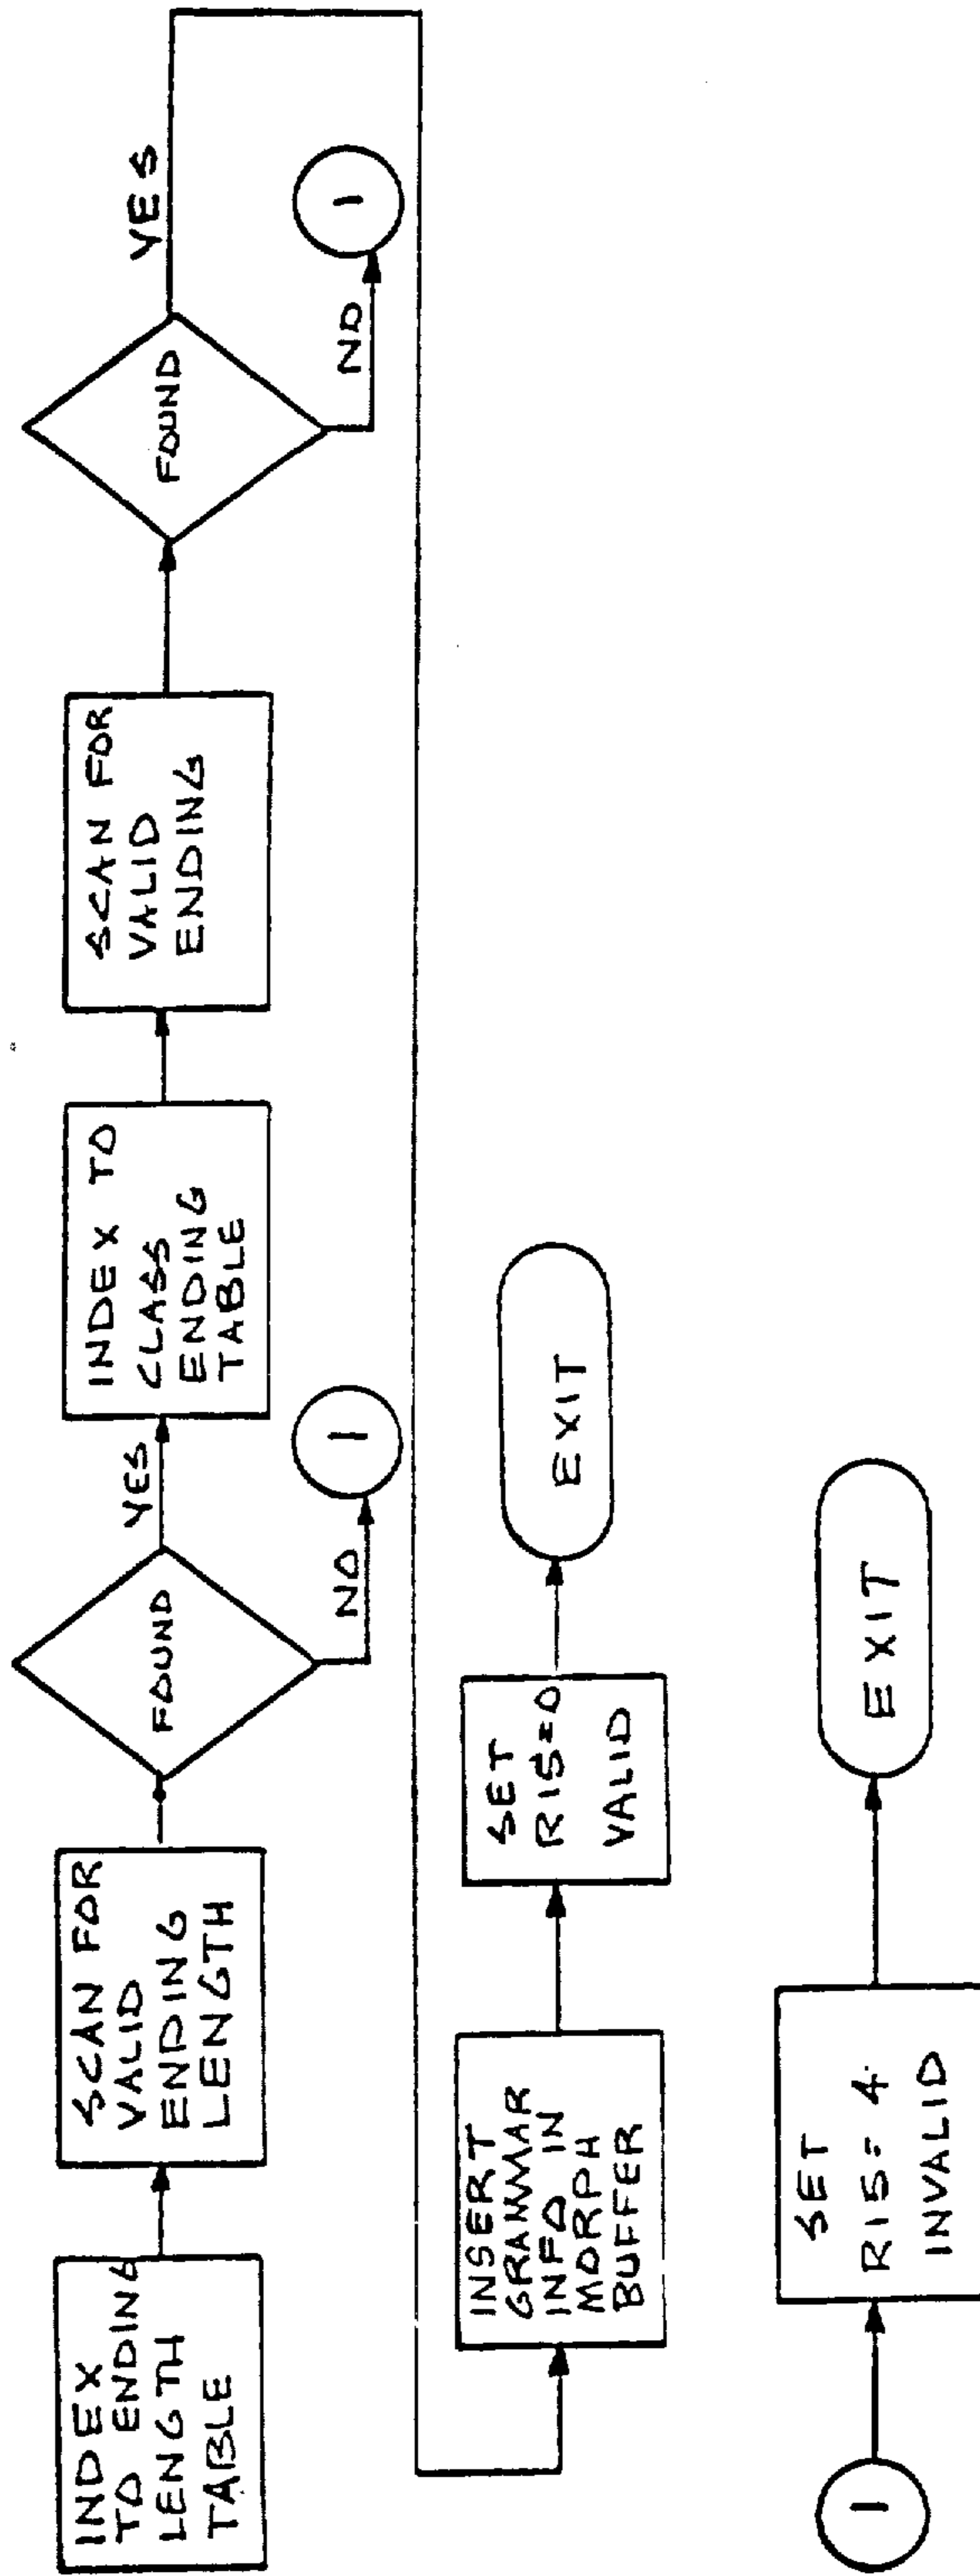 INDEX
TO ENDING
LENGTH
TABLE
SCAN FOR
VALID
ENDING
LENGTH
FOUND
YES
NO
1
INDEX TO
CLASS
ENDING
TABLE
SCAN FOR
VALID
ENDING
FOUND
YES
NO
1
INSERT
GRAMMAR
INFO IN
MORPH
BUFFER
SET
R15=0
VALID
EXIT
1
SET
R15=4
INVALID
EXIT